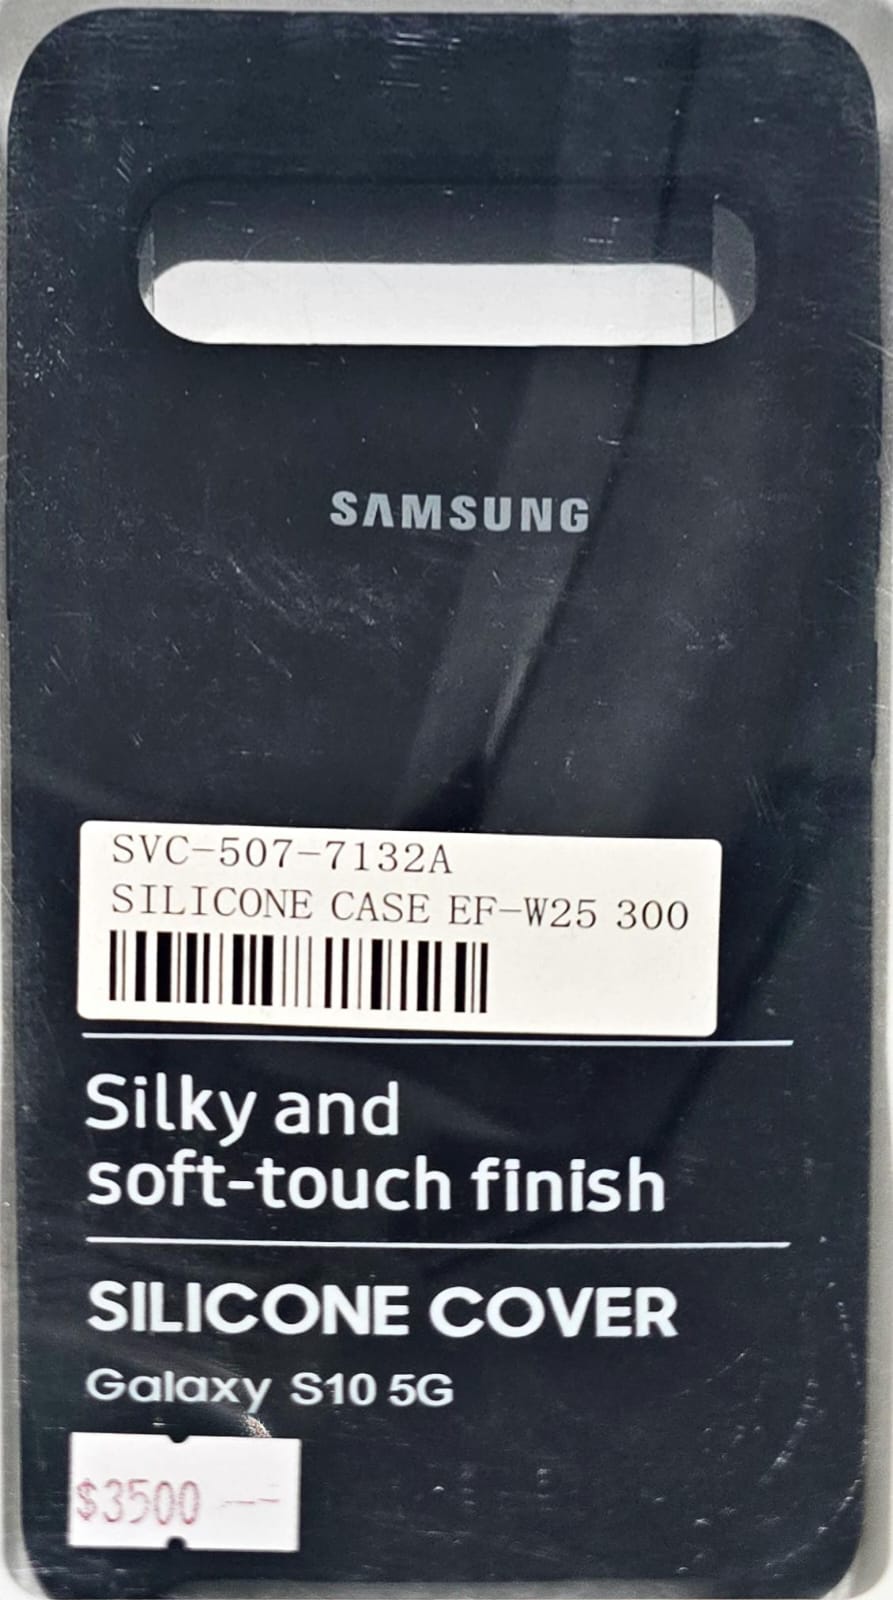 SAMSUNG
SVC-507-7132A
SILICONE CASE EF-W25 300
Silky and
soft-touch finish
SILICONE COVER
Galaxy S10 5G
$3500 ---